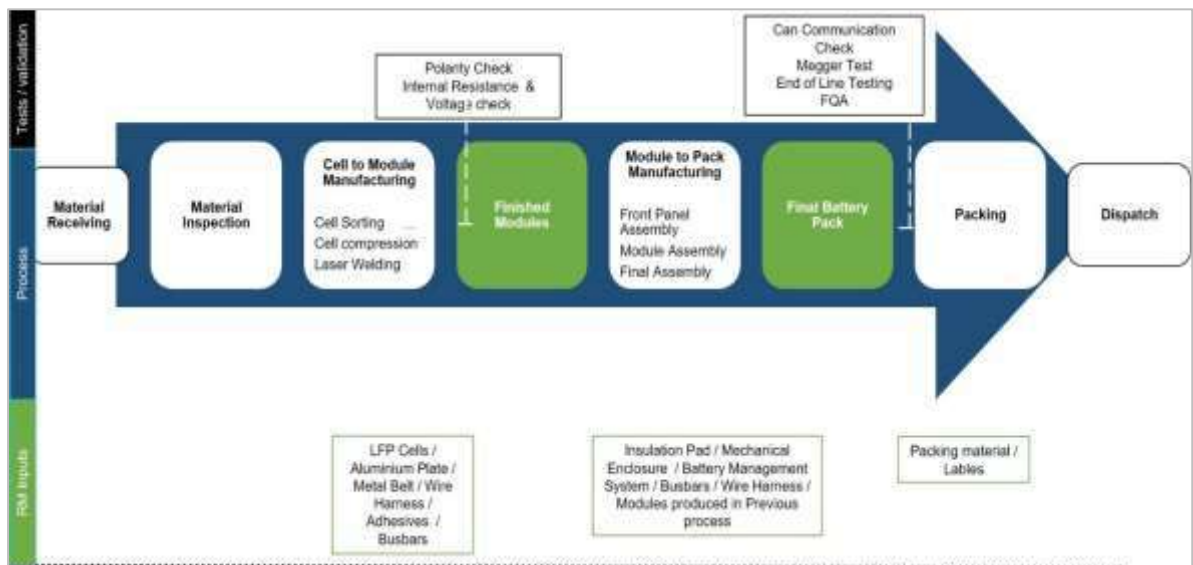 Tests / validation
Can Communication
Check
Megger Test
End of Line Testing
FQA
Polarity Check
Internal Resistance &
Voltage check
Process
Material
Receiving
Material
Inspection
Cell to Module
Manufacturing
Cell Sorting
Cell compression
Laser Welding
Finished
Modules
Module to Pack
Manufacturing
Front Panel
Assembly
Module Assembly
Final Assembly
Final Battery
Pack
Packing
Dispatch
RM Inputs
LFP Cells /
Aluminium Plate /
Metal Belt / Wire
Harness /
Adhesives /
Busbars
Insulation Pad / Mechanical
Enclosure / Battery Management
System / Busbars / Wire Harness /
Modules produced in Previous
process
Packing material /
Lables